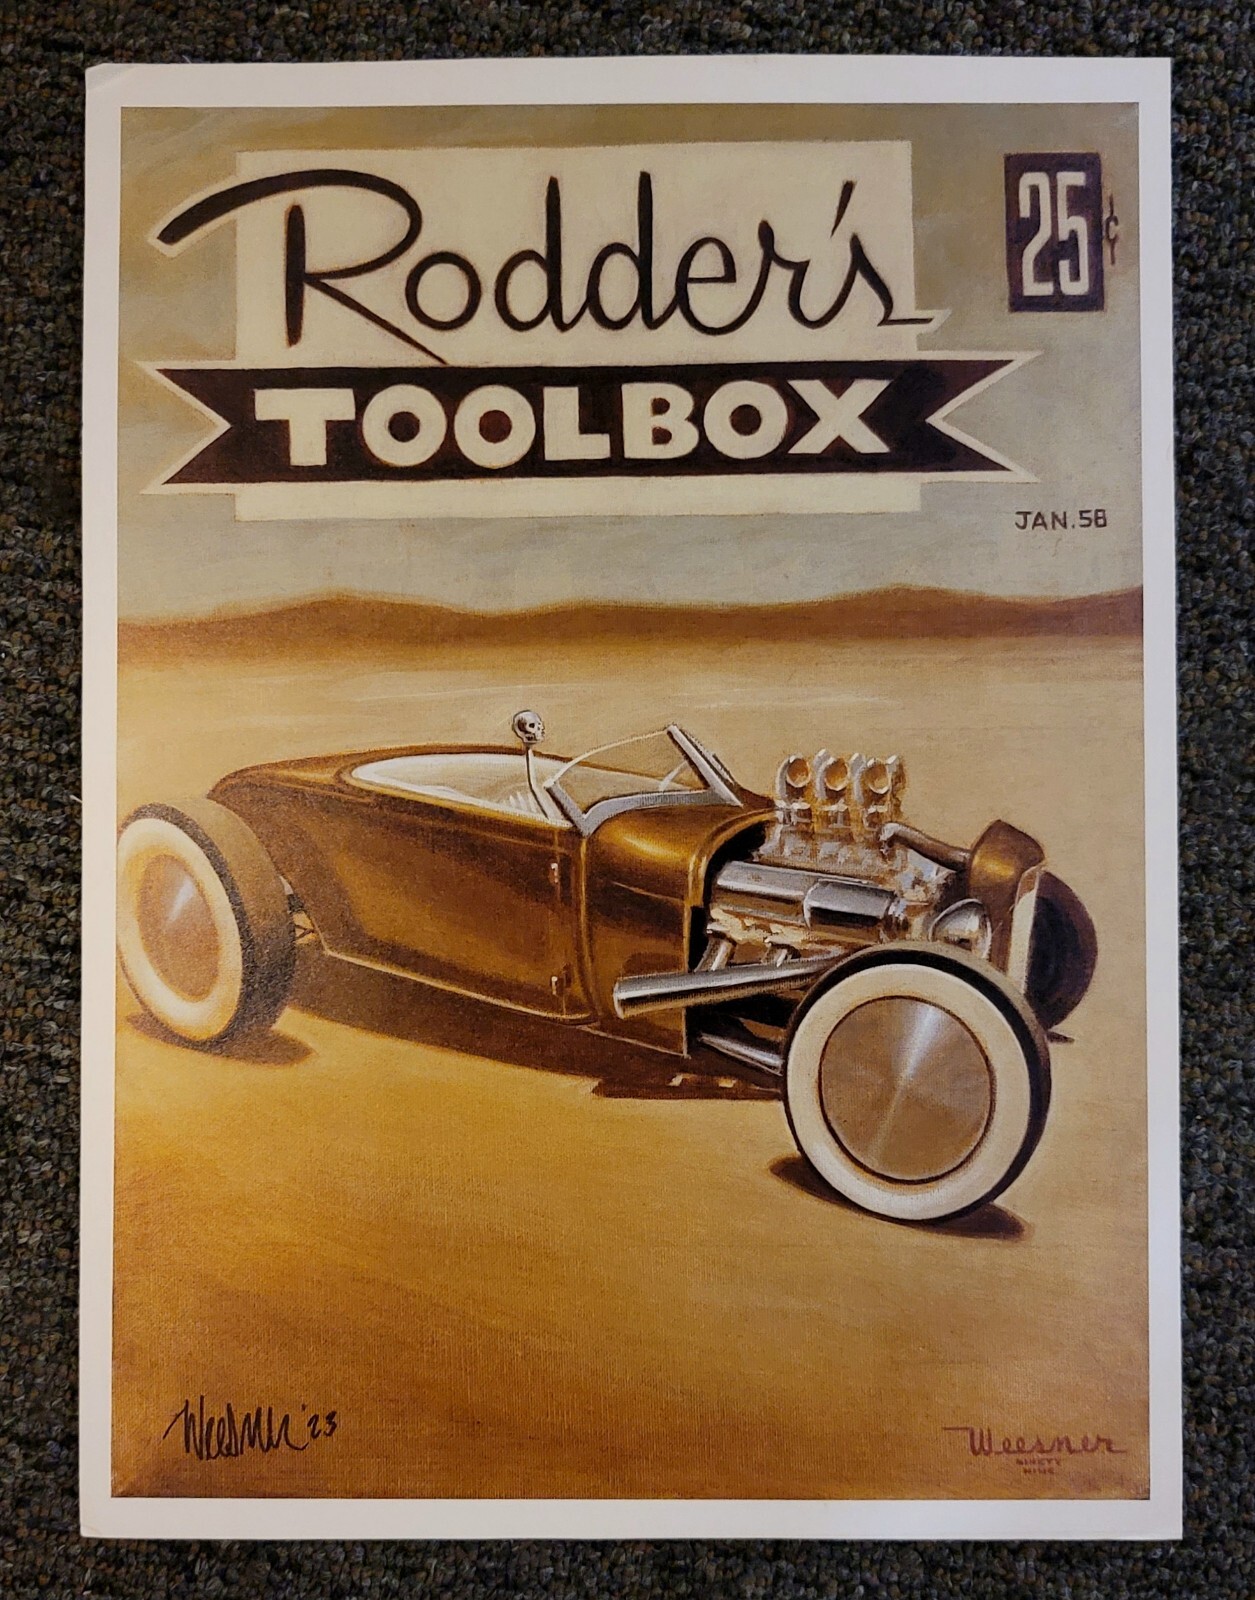 Rodder's
25¢
TOOLBOX
JAN.58
Weesner '23
Weesner
NINETY
NINE